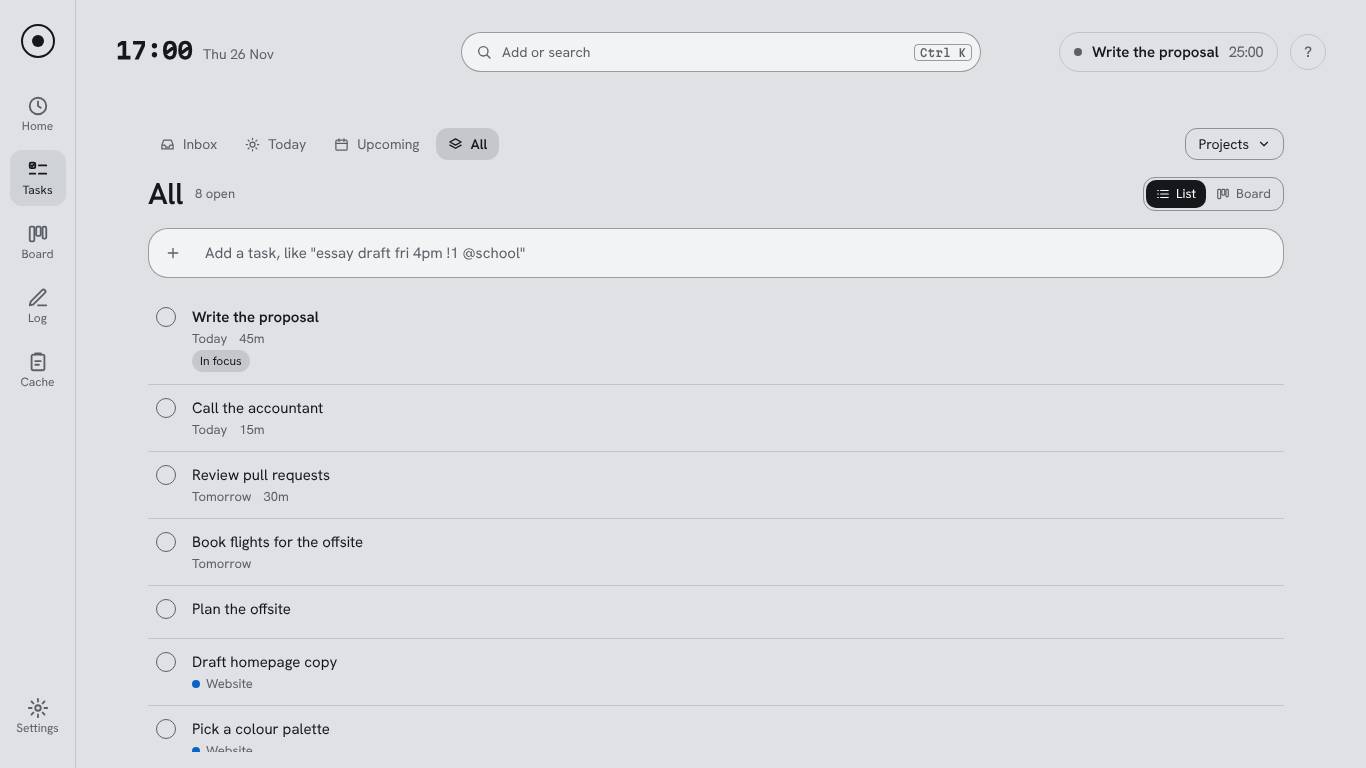 17:00 Thu 26 Nov
Add or search Ctrl K
Write the proposal 25:00 ?
Home
Tasks
Board
Log
Cache
Settings
Inbox Today Upcoming All Projects
All 8 open List Board
Add a task, like "essay draft fri 4pm !1 @school"
Write the proposal
Today 45m
In focus
Call the accountant
Today 15m
Review pull requests
Tomorrow 30m
Book flights for the offsite
Tomorrow
Plan the offsite
Draft homepage copy
Website
Pick a colour palette
Website